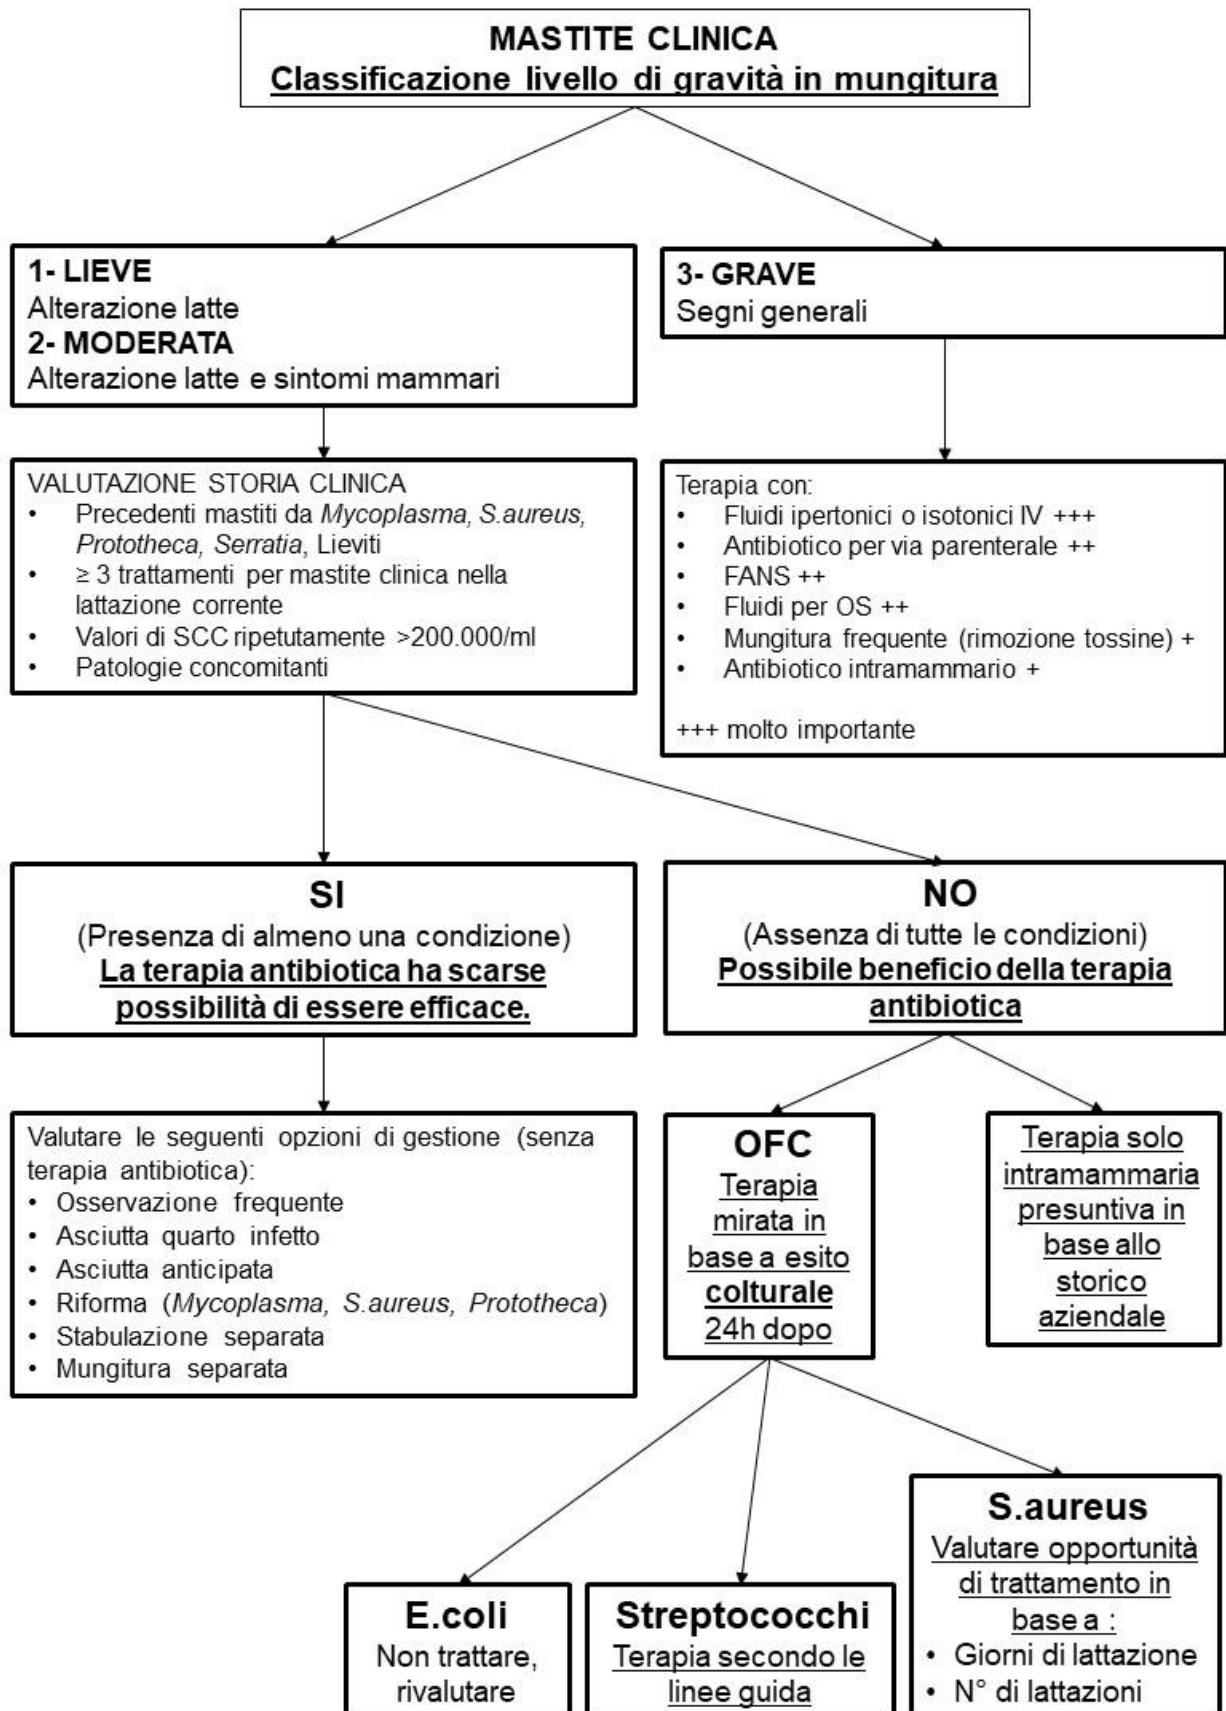 MASTITE CLINICA
Classificazione livello di gravità in mungitura
1- LIEVE
Alterazione latte
2- MODERATA
Alterazione latte e sintomi mammari
3- GRAVE
Segni generali
VALUTAZIONE STORIA CLINICA
• Precedenti mastiti da Mycoplasma, S.aureus,
Prototheca, Serratia, Lieviti
• ≥ 3 trattamenti per mastite clinica nella
lattazione corrente
• Valori di SCC ripetutamente >200.000/ml
• Patologie concomitanti
Terapia con:
• Fluidi ipertonici o isotonici IV +++
• Antibiotico per via parenterale ++
• FANS ++
• Fluidi per OS ++
• Mungitura frequente (rimozione tossine) +
• Antibiotico intramammario +
+++ molto importante
SI
(Presenza di almeno una condizione)
La terapia antibiotica ha scarse
possibilità di essere efficace.
NO
(Assenza di tutte le condizioni)
Possibile beneficio della terapia
antibiotica
Valutare le seguenti opzioni di gestione (senza
terapia antibiotica):
• Osservazione frequente
• Asciutta quarto infetto
• Asciutta anticipata
• Riforma (Mycoplasma, S.aureus, Prototheca)
• Stabulazione separata
• Mungitura separata
OFC
Terapia
mirata in
base a esito
colturale
24h dopo
Terapia solo
intramammaria
presuntiva in
base allo
storico
aziendale
E.coli
Non trattare,
rivalutare
Streptococchi
Terapia secondo le
linee guida
S.aureus
Valutare opportunità
di trattamento in
base a :
• Giorni di lattazione
• N° di lattazioni